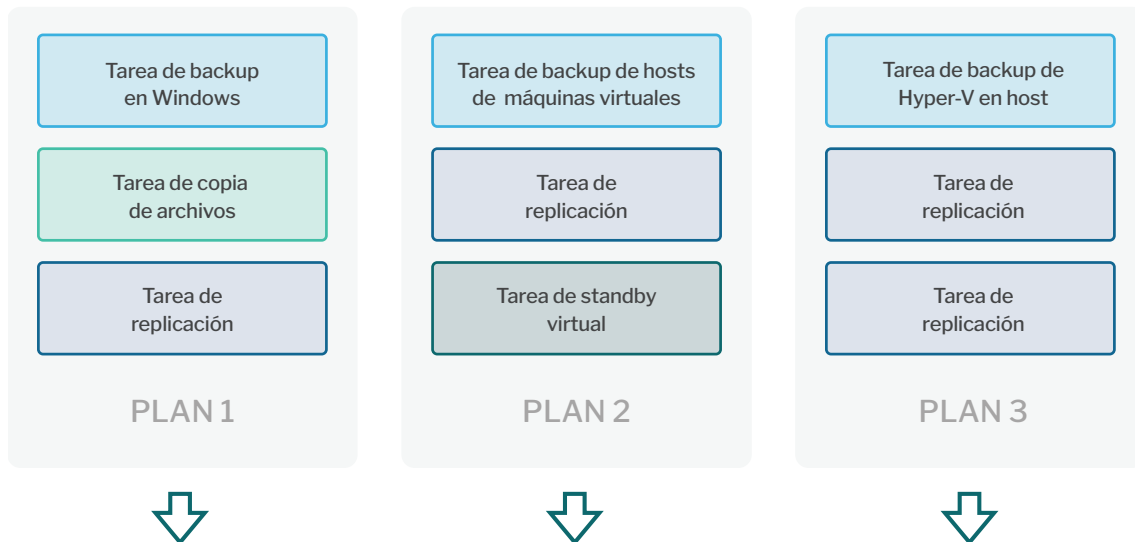 Tarea de backup
en Windows
Tarea de copia
de archivos
Tarea de
replicación
PLAN 1
Tarea de backup de hosts
de máquinas virtuales
Tarea de
replicación
Tarea de standby
virtual
PLAN 2
Tarea de backup de
Hyper-V en host
Tarea de
replicación
Tarea de
replicación
PLAN 3